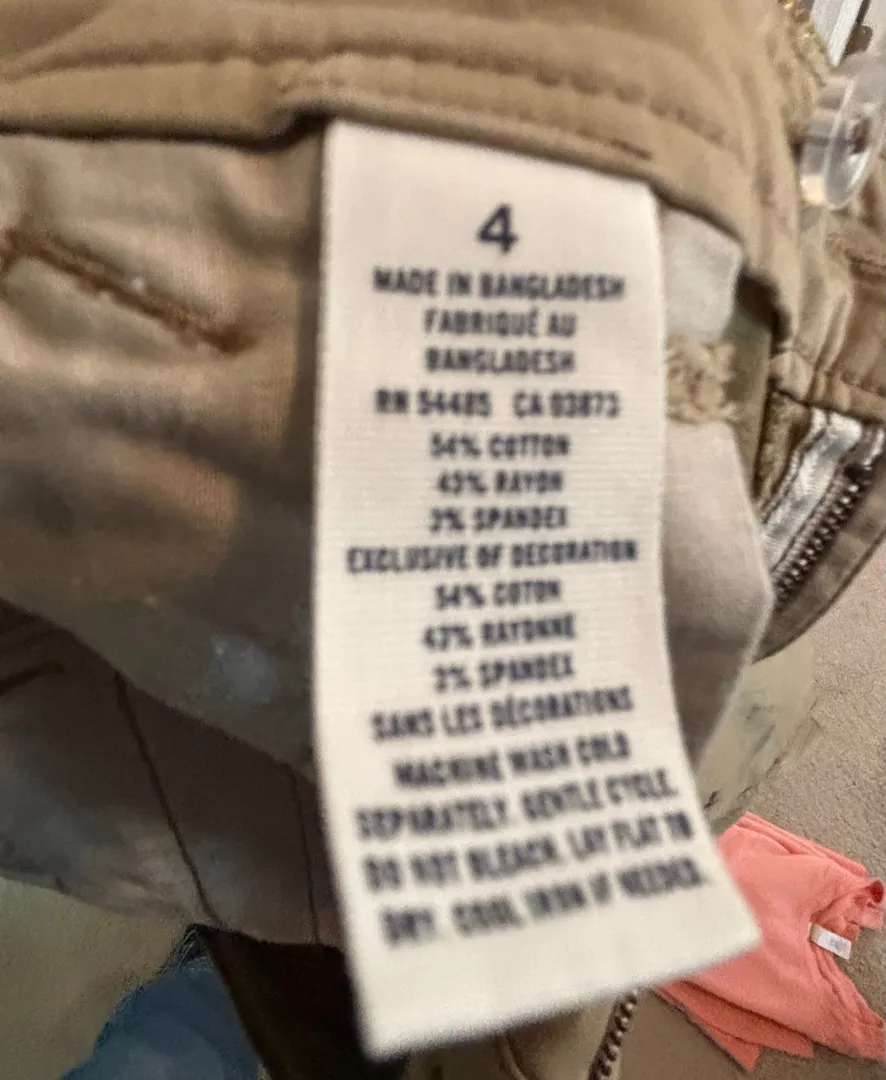 4
MADE IN BANGLADESH
FABRIQUÉ AU
BANGLADESH
RN 54485 CA 03873
54% COTTON
43% RAYON
3% SPANDEX
EXCLUSIVE OF DECORATION
54% COTON
43% RAYONNE
3% SPANDEX
SANS LES DÉCORATIONS
MACHINE WASH COLD
SEPARATELY. GENTLE CYCLE.
DO NOT BLEACH. LAY FLAT TO
DRY. COOL IRON IF NEEDED.